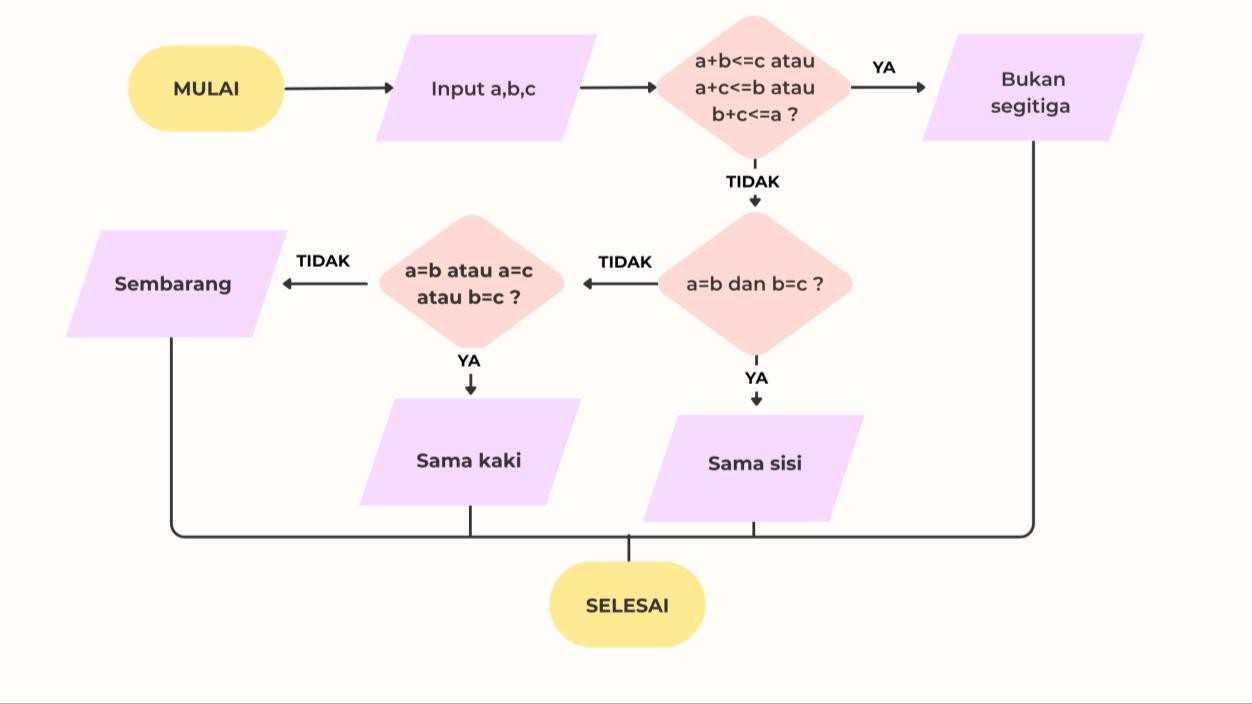 MULAI
Input a,b,c
a+b<=c atau
a+c<=b atau
b+c<=a ?
YA
Bukan
segitiga
TIDAK
a=b dan b=c ?
TIDAK
a=b atau a=c
atau b=c ?
TIDAK
Sembarang
YA
Sama kaki
YA
Sama sisi
SELESAI